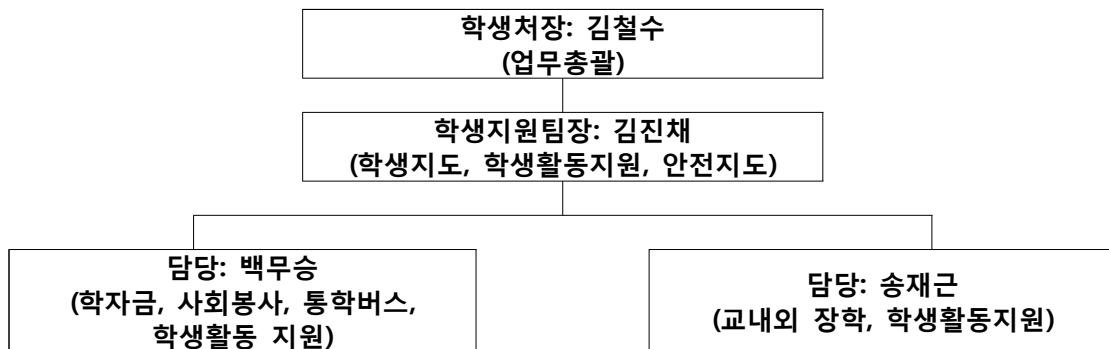 학생처장: 김철수
(업무총괄)
학생지원팀장: 김진채
(학생지도, 학생활동지원, 안전지도)
담당: 백무승
(학자금, 사회봉사, 통학버스,
학생활동 지원)
담당: 송재근
(교내외 장학, 학생활동지원)